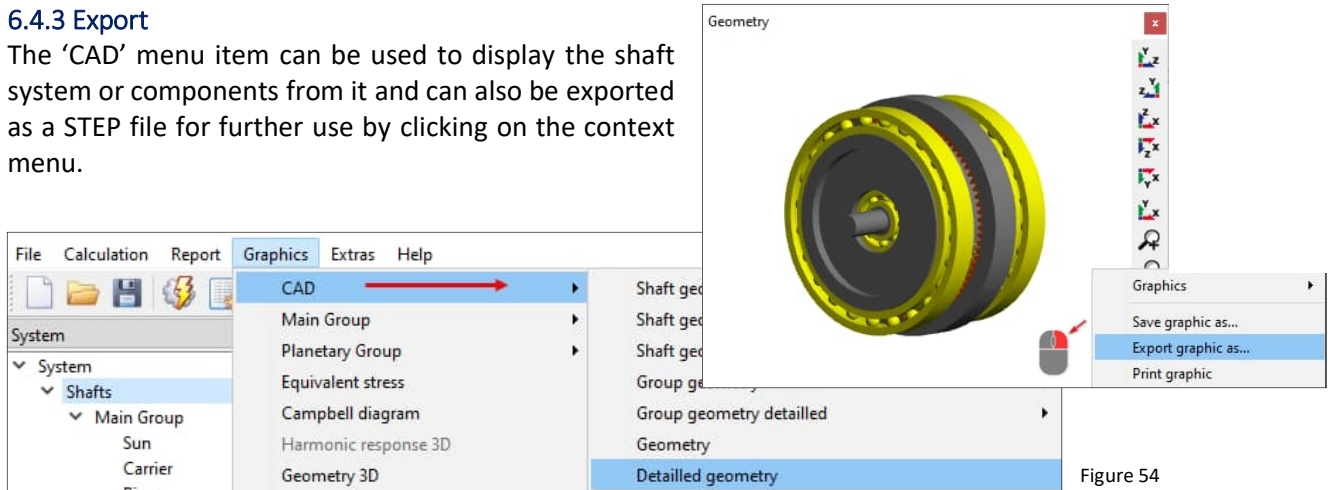 6.4.3 Export
The ‘CAD’ menu item can be used to display the shaft
system or components from it and can also be exported
as a STEP file for further use by clicking on the context
menu.
Geometry
x
Y Z
Z Y
Z X
Z X
Y X
Y X
Graphics
Save graphic as...
Export graphic as...
Print graphic
File Calculation Report Graphics Extras Help
System
System
Shafts
Main Group
Sun
Carrier
CAD
Main Group
Planetary Group
Equivalent stress
Campbell diagram
Harmonic response 3D
Geometry 3D
Shaft
Shaft
Shaft
Group
Group geometry detailled
Geometry
Detailled geometry
Figure 54